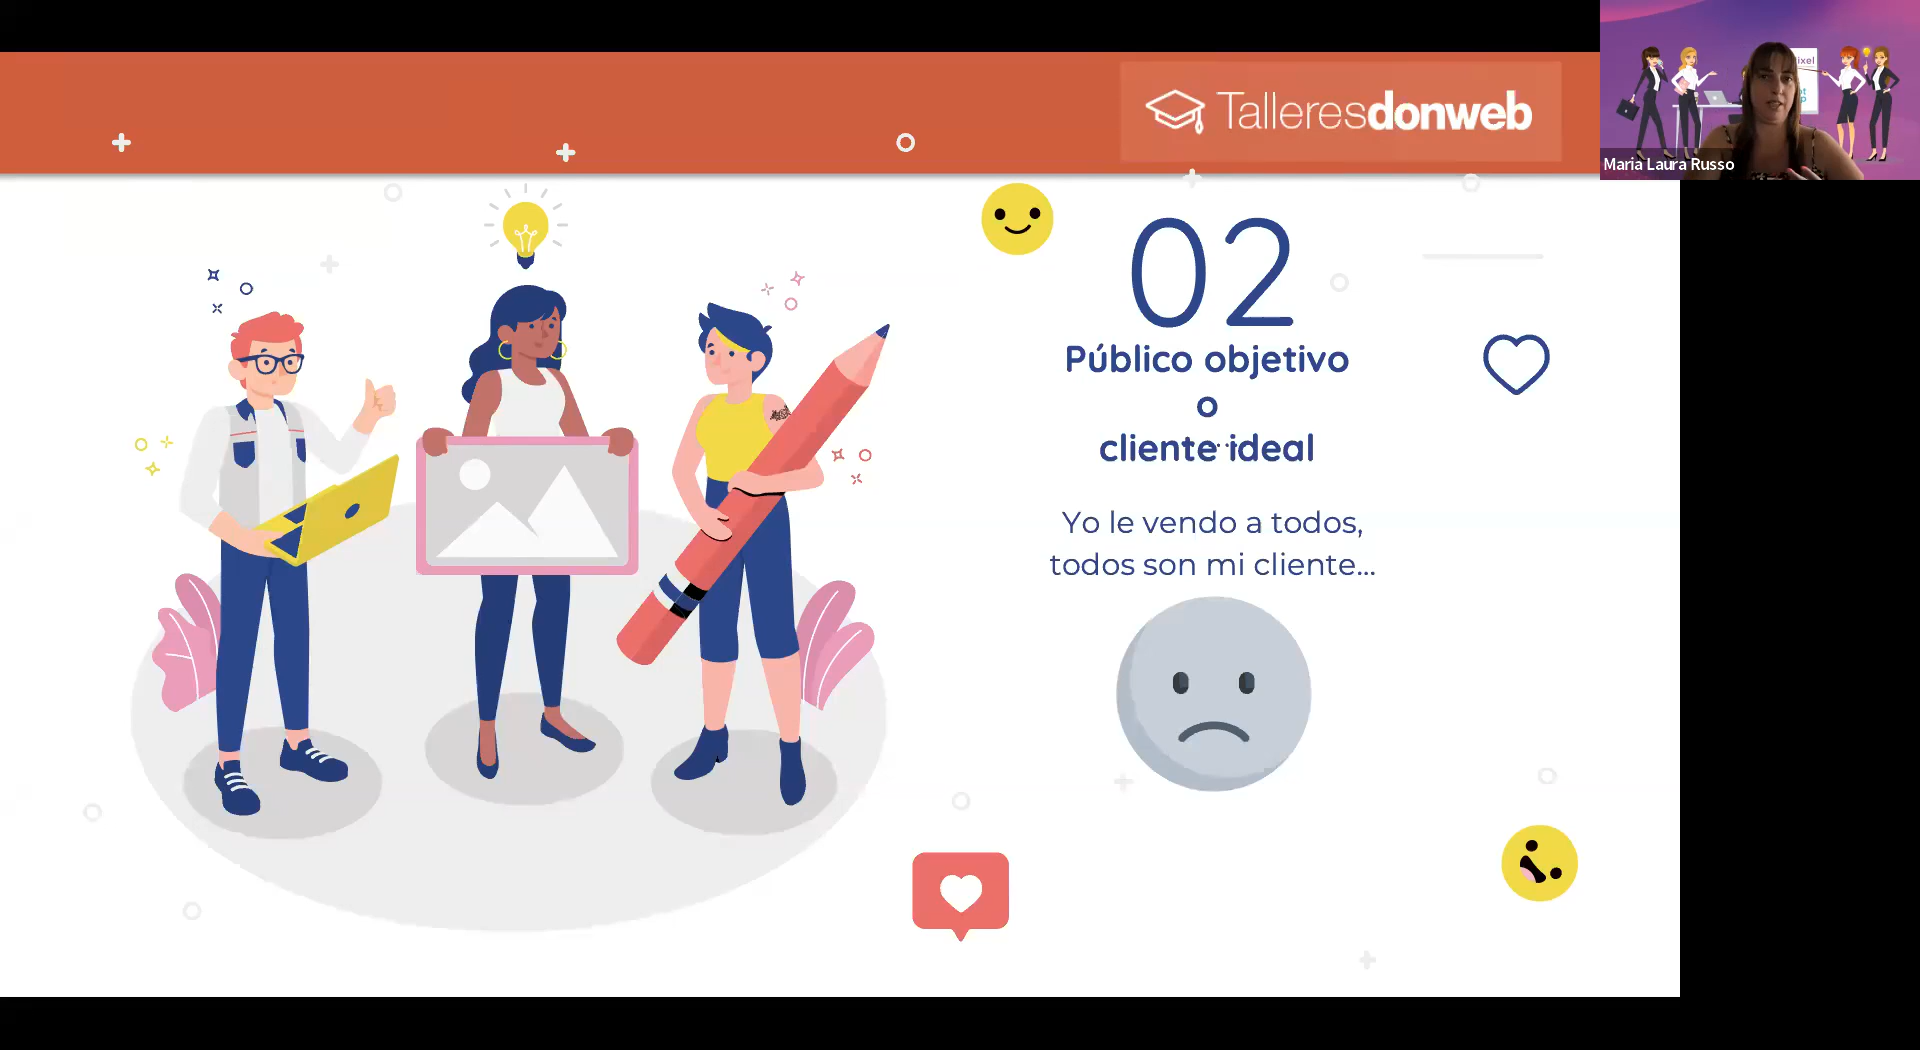 Talleresdonweb
Maria Laura Russo
02
Público objetivo
o
cliente ideal
Yo le vendo a todos,
todos son mi cliente...